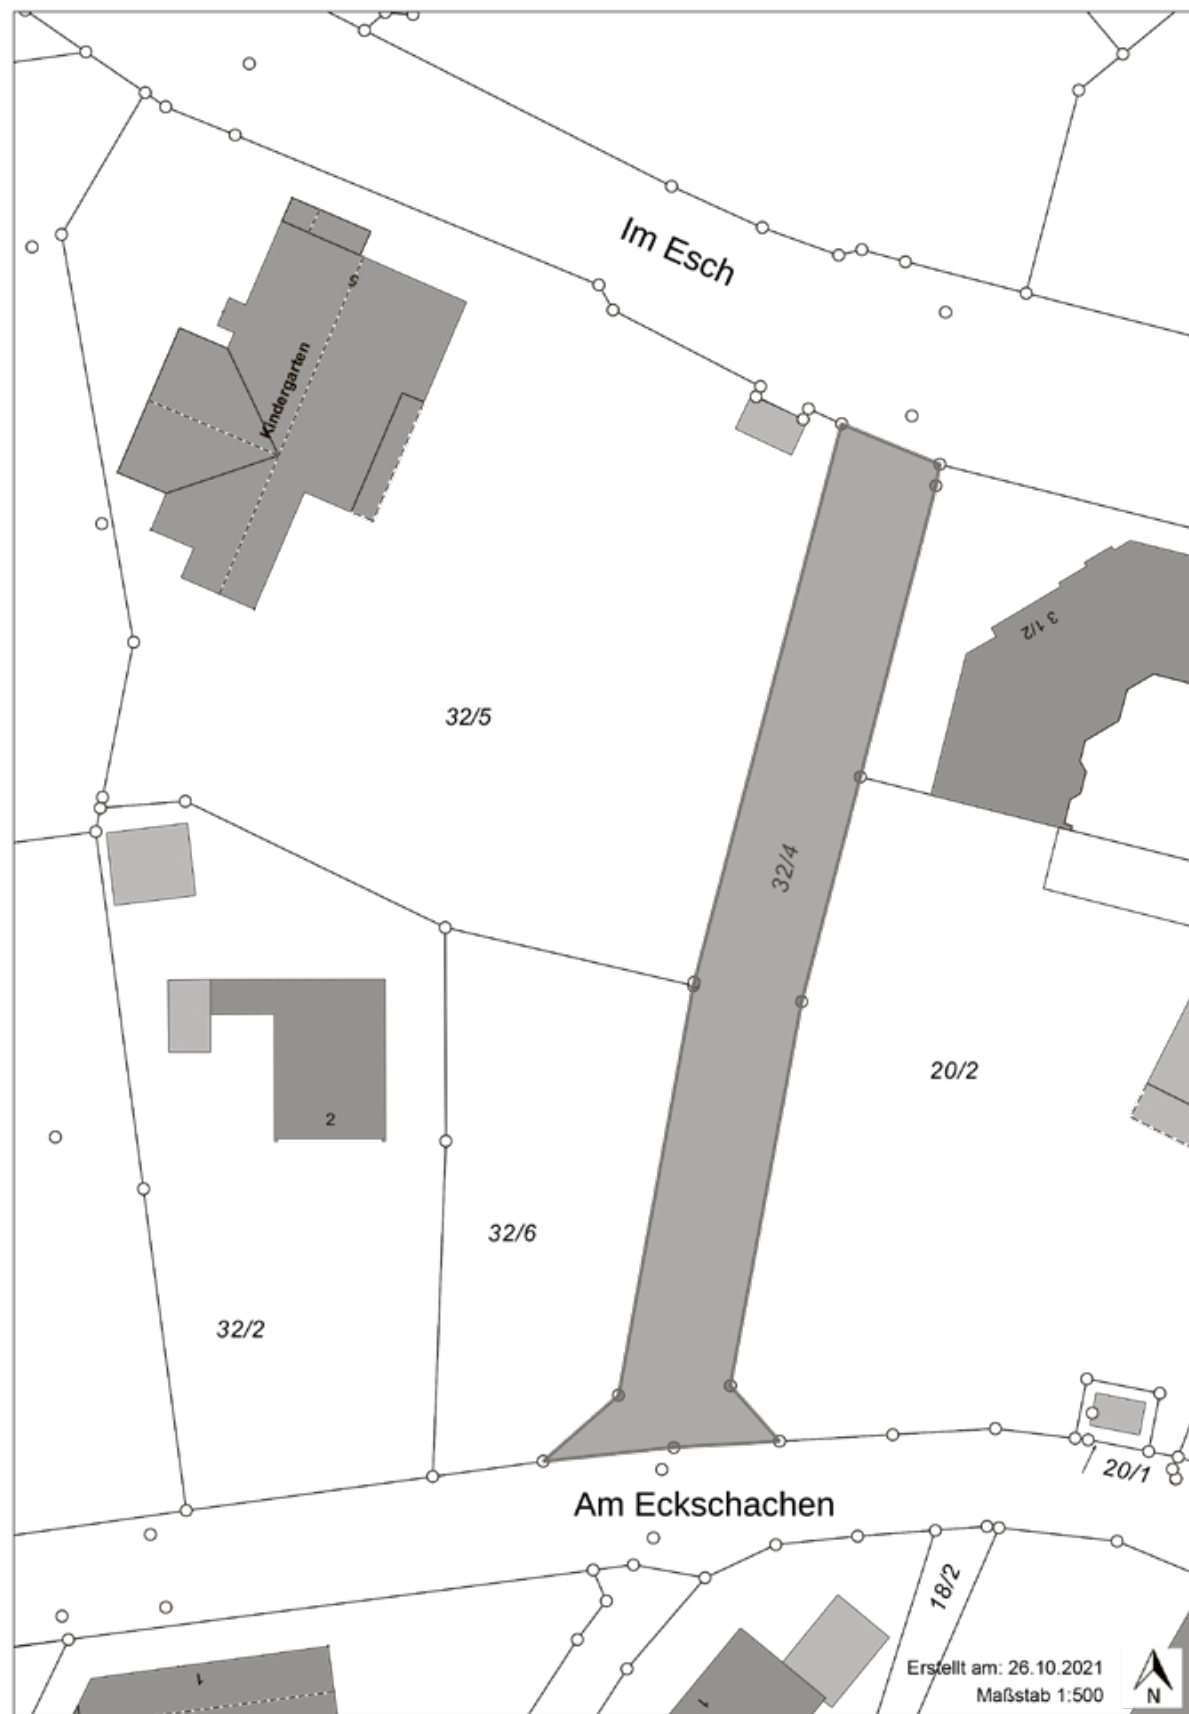 Im Esch
5
Kindergarten
3 1/2
32/5
32/4
20/2
2
32/6
32/2
20/1
Am Eckschachen
18/2
1
1
Erstellt am: 26.10.2021
Maßstab 1:500
N